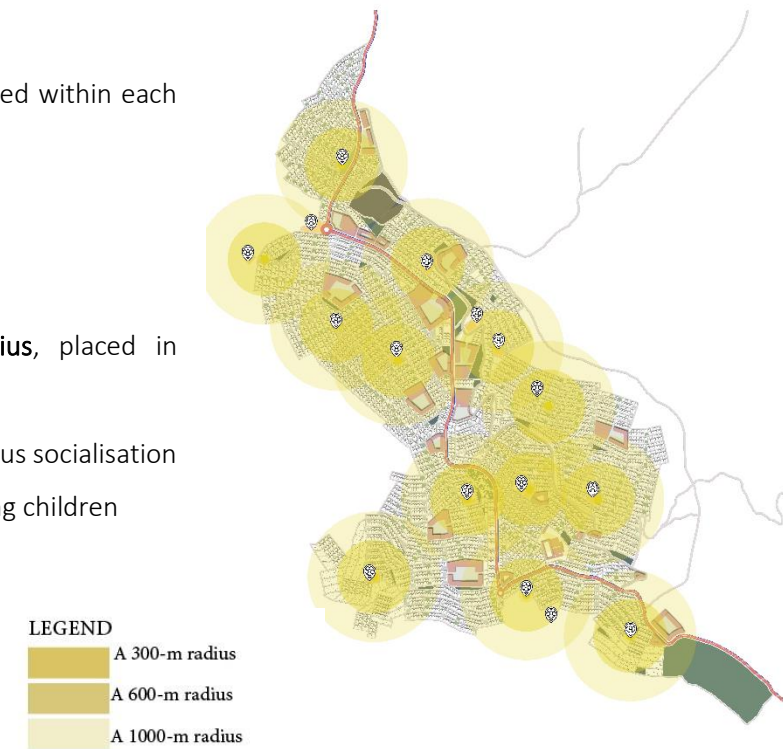 ed within each
ius, placed in
us socialisation
g children
LEGEND
A 300-m radius
A 600-m radius
A 1000-m radius